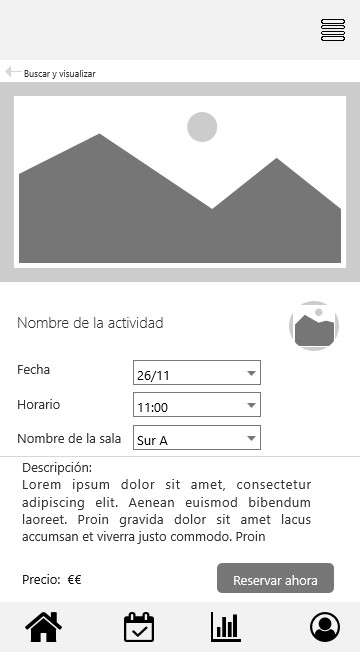 Buscar y visualizar
Nombre de la actividad
Fecha
26/11
Horario
11:00
Nombre de la sala
Sur A
Descripción:
Lorem ipsum dolor sit amet, consectetur
adipiscing elit. Aenean euismod bibendum
laoreet. Proin gravida dolor sit amet lacus
accumsan et viverra justo commodo. Proin
Precio: €€
Reservar ahora